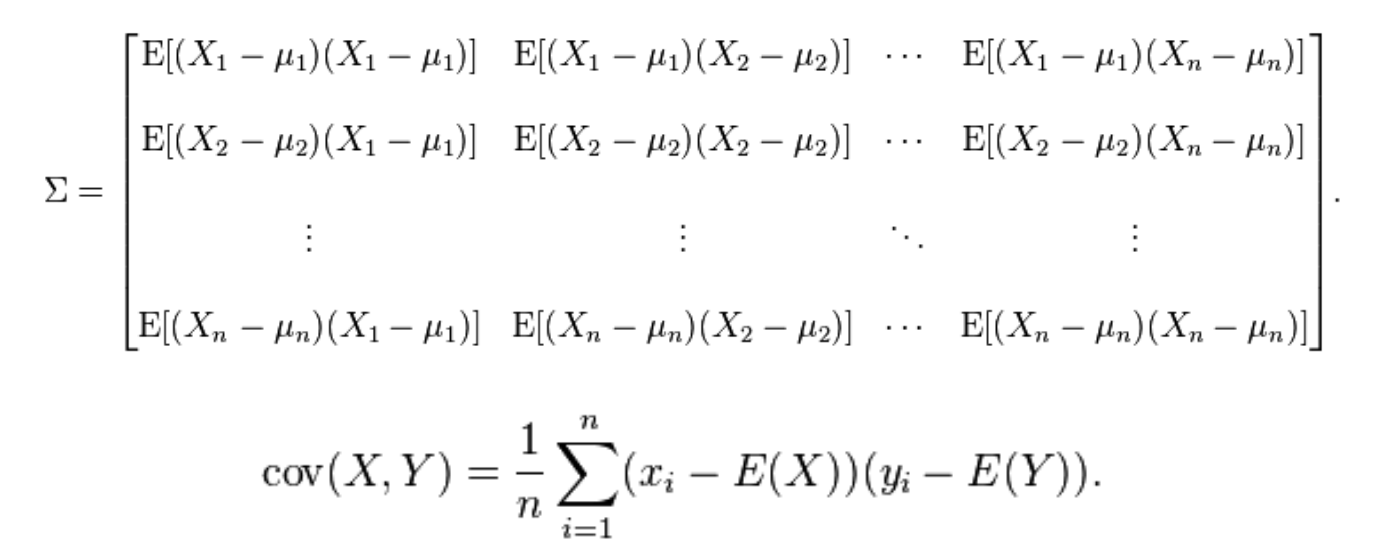 Σ = [ E[(X₁ − μ₁)(X₁ − μ₁)] E[(X₁ − μ₁)(X₂ − μ₂)] ⋯ E[(X₁ − μ₁)(Xₙ − μₙ)]
E[(X₂ − μ₂)(X₁ − μ₁)] E[(X₂ − μ₂)(X₂ − μ₂)] ⋯ E[(X₂ − μ₂)(Xₙ − μₙ)]
⋮ ⋮ ⋱ ⋮
E[(Xₙ − μₙ)(X₁ − μ₁)] E[(Xₙ − μₙ)(X₂ − μ₂)] ⋯ E[(Xₙ − μₙ)(Xₙ − μₙ)] ].
cov(X, Y) = 1/n ∑ᵢ₌₁ⁿ (xᵢ − E(X))(yᵢ − E(Y)).